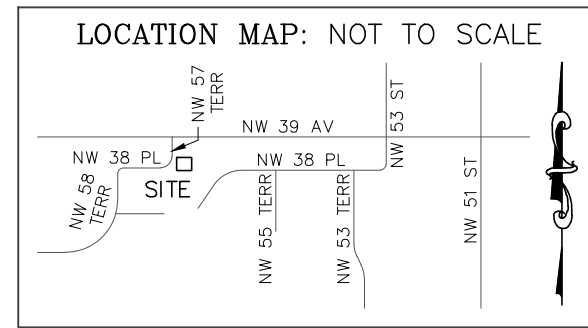 LOCATION MAP: NOT TO SCALE
NW 57
TERR
NW 39 AV
NW 53 ST
NW 38 PL
NW 38 PL
SITE
NW 58
TERR
NW 55 TERR
NW 53 TERR
NW 51 ST